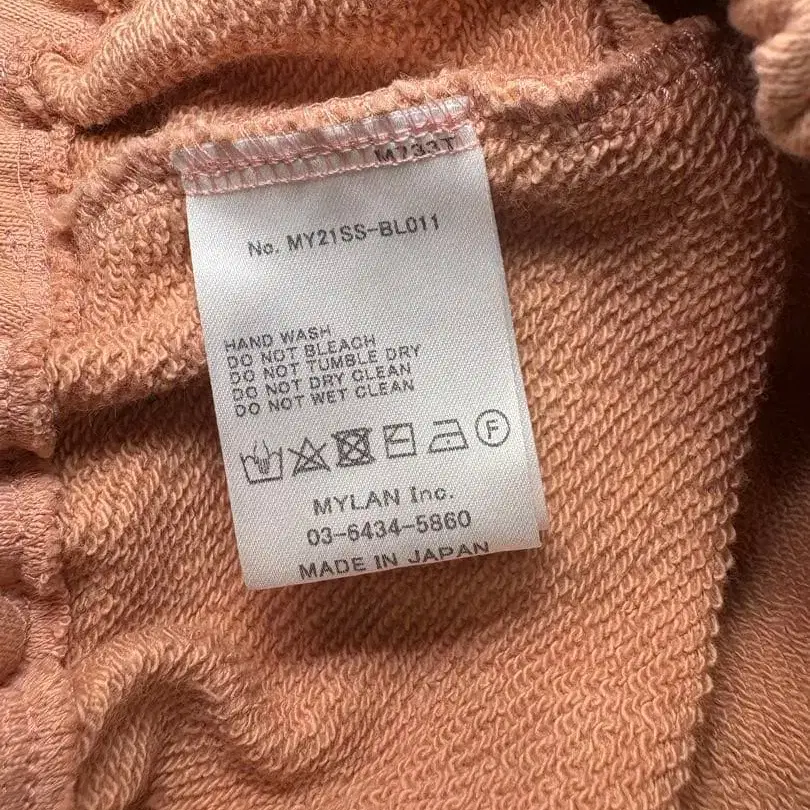 M733T
No. MY21SS-BL011
HAND WASH
DO NOT BLEACH
DO NOT TUMBLE DRY
DO NOT DRY CLEAN
DO NOT WET CLEAN
F
MYLAN Inc.
03-6434-5860
MADE IN JAPAN